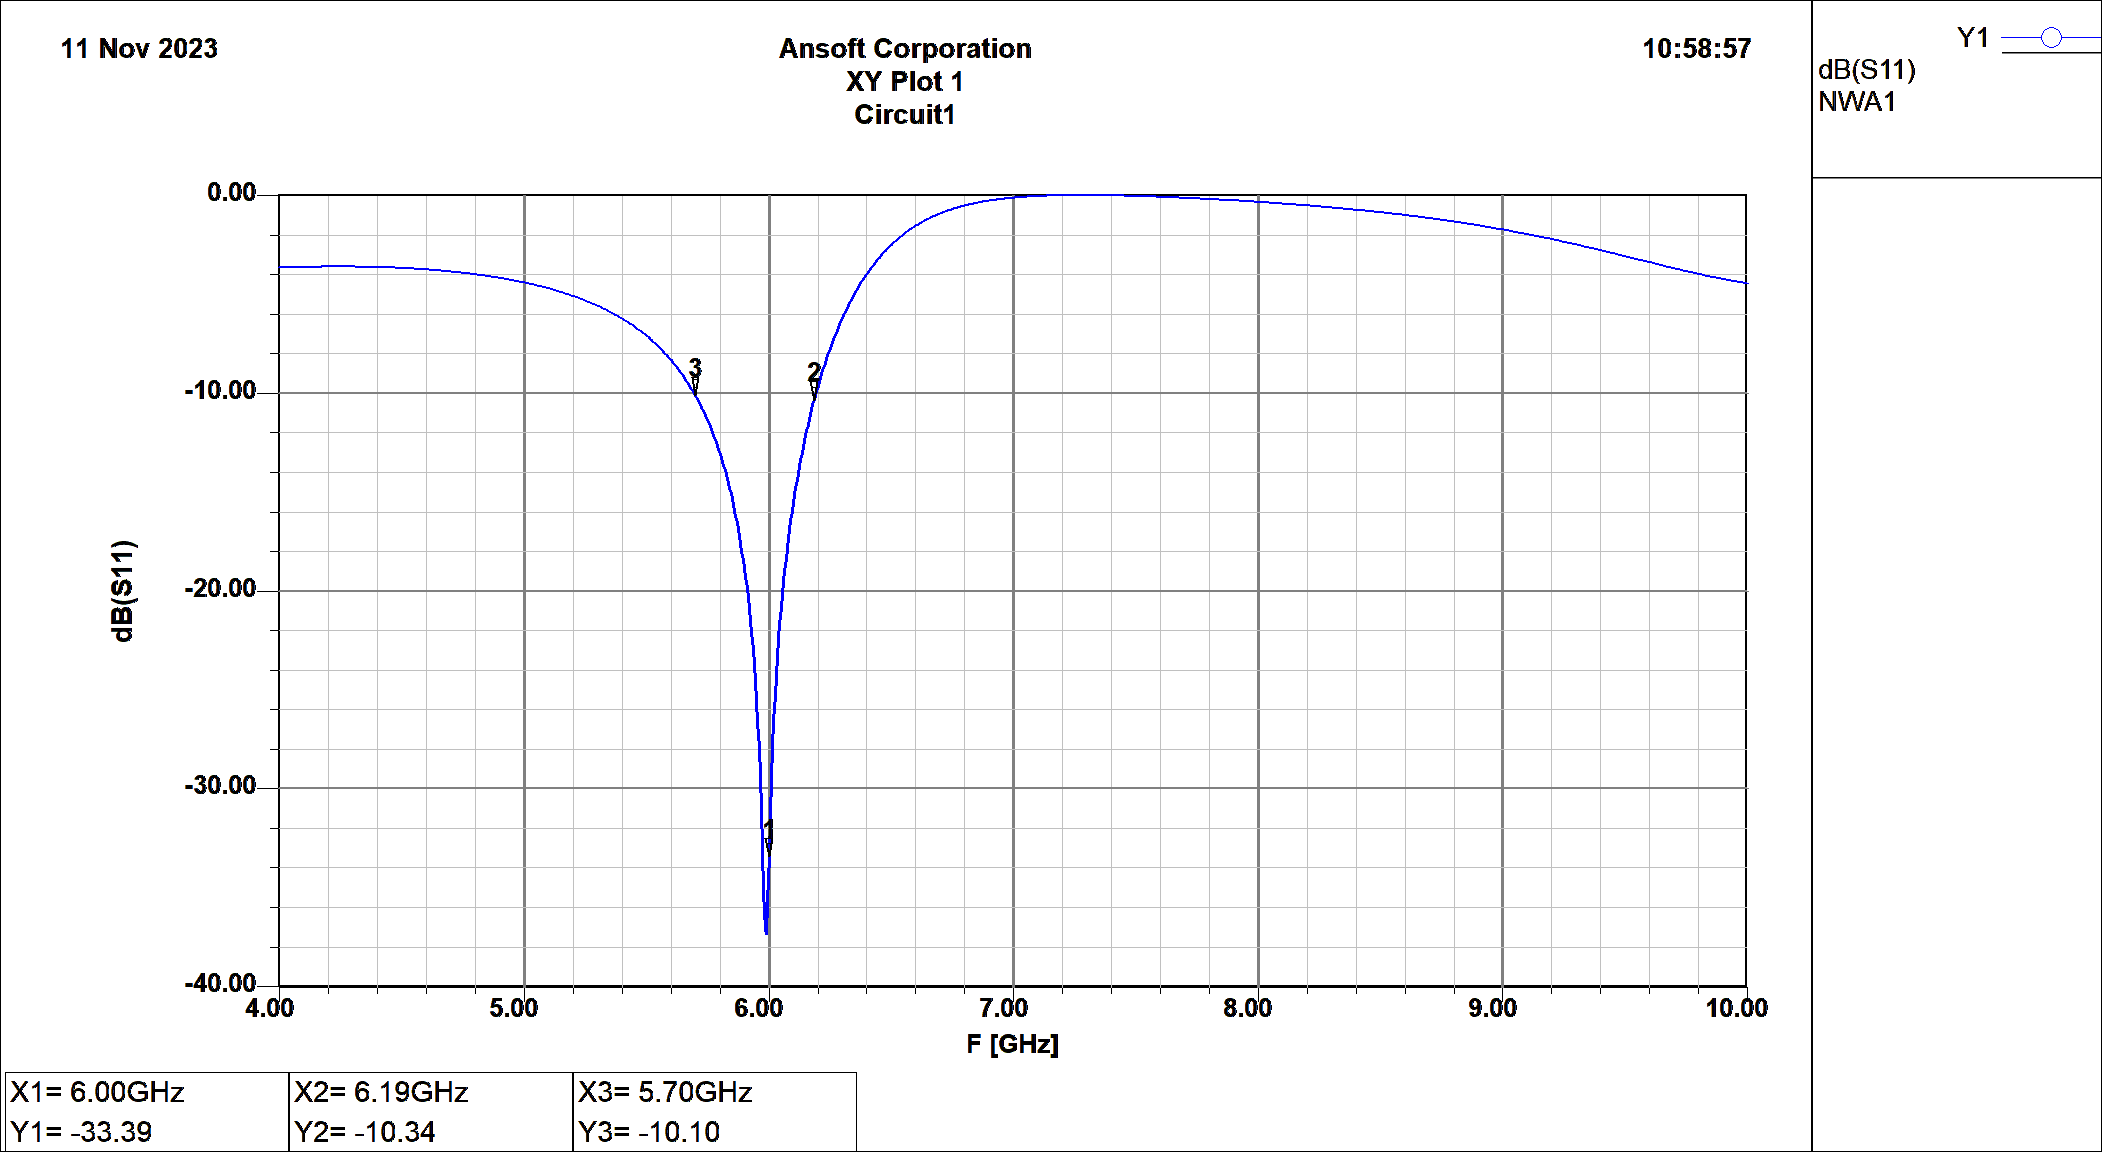 11 Nov 2023
Ansoft Corporation
10:58:57
XY Plot 1
Circuit1
Y1
dB(S11)
NWA1
0.00
-10.00
-20.00
-30.00
-40.00
dB(S11)
3
2
1
4.00 5.00 6.00 7.00 8.00 9.00 10.00
F [GHz]
X1= 6.00GHz
Y1= -33.39
X2= 6.19GHz
Y2= -10.34
X3= 5.70GHz
Y3= -10.10